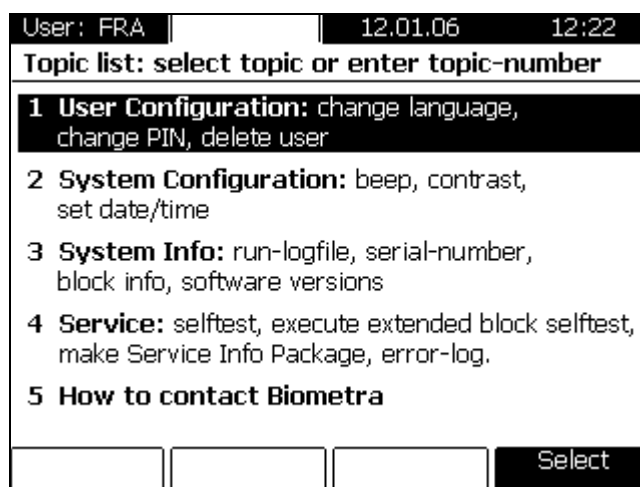 User: FRA 12.01.06 12:22
Topic list: select topic or enter topic-number
1 User Configuration: change language,
change PIN, delete user
2 System Configuration: beep, contrast,
set date/time
3 System Info: run-logfile, serial-number,
block info, software versions
4 Service: selftest, execute extended block selftest,
make Service Info Package, error-log.
5 How to contact Biometra
Select